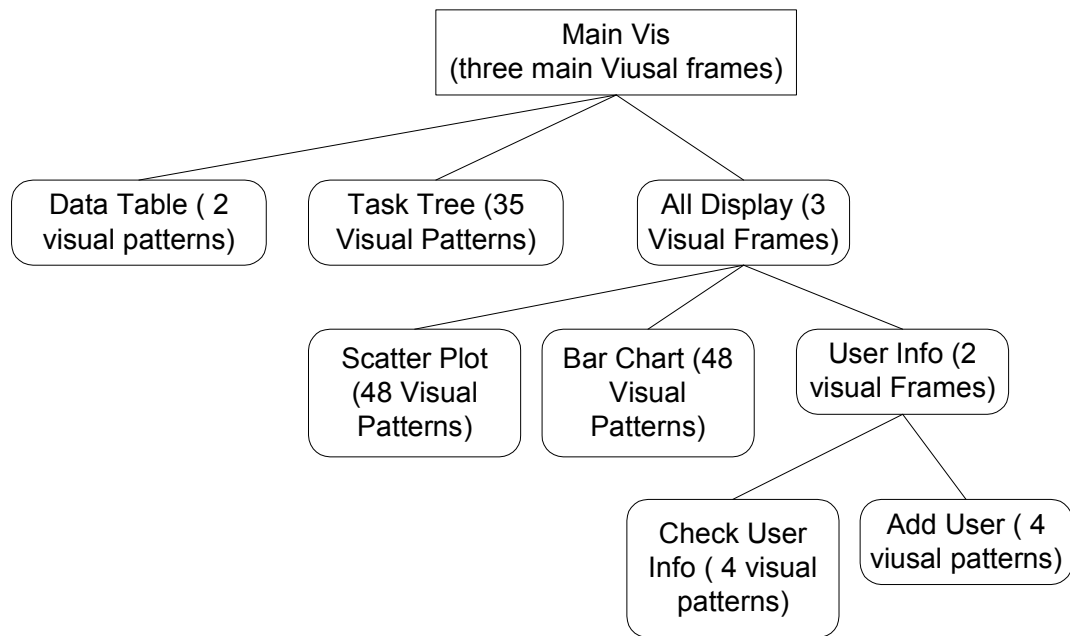 Main Vis
(three main Viusal frames)
Data Table ( 2
visual patterns)
Task Tree (35
Visual Patterns)
All Display (3
Visual Frames)
Scatter Plot
(48 Visual
Patterns)
Bar Chart (48
Visual
Patterns)
User Info (2
visual Frames)
Check User
Info ( 4 visual
patterns)
Add User ( 4
viusal patterns)